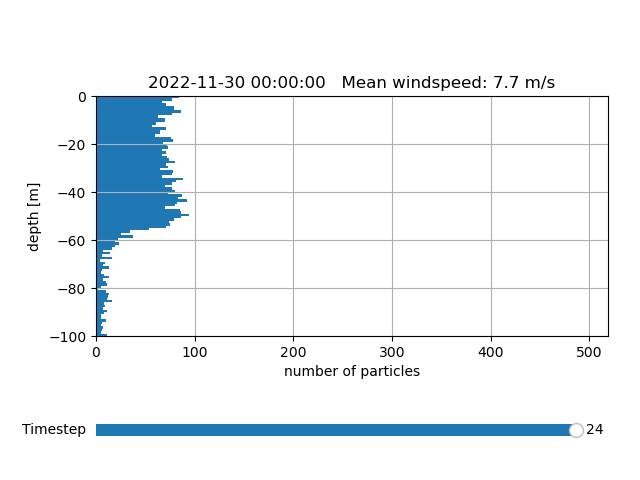 2022-11-30 00:00:00   Mean windspeed: 7.7 m/s
0
−20
−40
−60
−80
−100
depth [m]
0 100 200 300 400 500
number of particles
Timestep 24